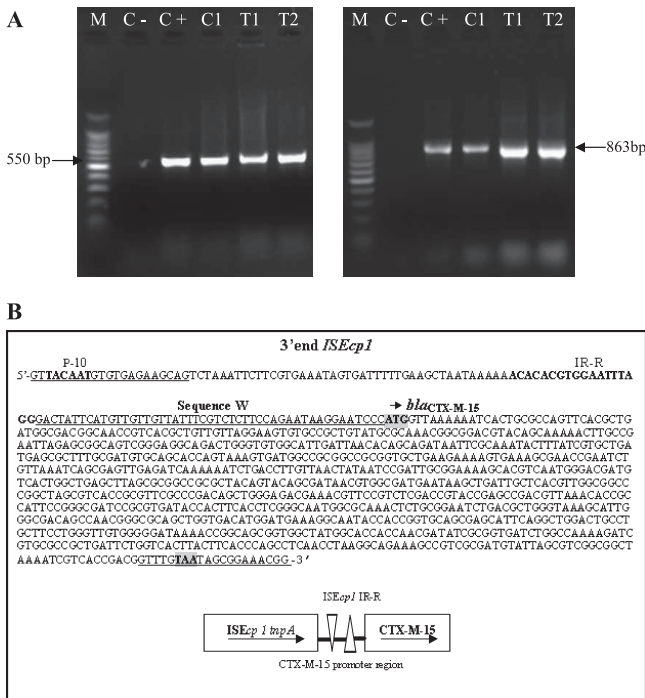 A
M C - C + C1 T1 T2
M C - C + C1 T1 T2
550 bp
863bp
B
3'end ISEcp1
P-10 IR-R
5'-GTTACAATGTGTGAGAAGCAGTCTAAATTCTTCGTGAAATAGTGATTTTTGAAGCTAATAAAAAACACACGTGGAATTTA
Sequence W blaCTX-M-15
GGGACTATTCATGTTGTTGTTATTTCGTCTCTTCCAGAATAAGGAATCCCATGGTTAAAAAATCACTGCGCCAGTTCACGCTG
ATGGCGACGGCAACCGTCACGCTGTTGTTAGGAAGTGTGCCGCTGTATGCGCAAACGGCGGACGTACAGCAAAAACTTGCCG
AATTAGAGCGGCAGTCGGGAGGCAGACTGGGTGTGGCATTGATTAACACAGCAGATAATTCGCAAATACTTTATCGTGCTGA
TGAGCGCTTTGCGATGTGCAGCACCAGTAAAGTGATGGCCGCGGCCGCGGTGCTGAAGAAAAGTGAAAGCGAACCGAATCT
GTTAAATCAGCGAGTTGAGATCAAAAAATCTGACCTTGTTAACTATAATCCGATTGCGGAAAAGCACGTCAATGGGACGATG
TCACTGGCTGAGCTTAGCGCGGCCGCGCTACAGTACAGCGATAACGTGGCGATGAATAAGCTGATTGCTCACGTTGGCGGCC
CGGCTAGCGTCACCGCGTTCGCCCGACAGCTGGGAGACGAAACGTTCCGTCTCGACCGTACCGAGCCGACGTTAAACACCGC
CATTCCGGGCGATCCGCGTGATACCACTTCACCTCGGGCAATGGCGCAAACTCTGCGGAATCTGACGCTGGGTAAAGCATTG
GGCGACAGCCAACGGGCGCAGCTGGTGACATGGATGAAAGGCAATACCACCGGTGCAGCGAGCATTCAGGCTGGACTGCCT
GCTTCCTGGGTTGTGGGGGATAAAACCGGCAGCGGTGGCTATGGCACCACCAACGATATCGCGGTGATCTGGCCAAAAGAT
GTGCGCCGCTGATTCTGGTCACTTACTTCACCCAGCCTCAACCTAAGGCAGAAAGCCGTCGCGATGTATTAGCGTCGGCGGCT
AAAATCGTCACCGACGGTTTGTAATAGCGGAAACGG-3'
ISEcp1 IR-R
ISEcp 1 tnpA
CTX-M-15
CTX-M-15 promoter region